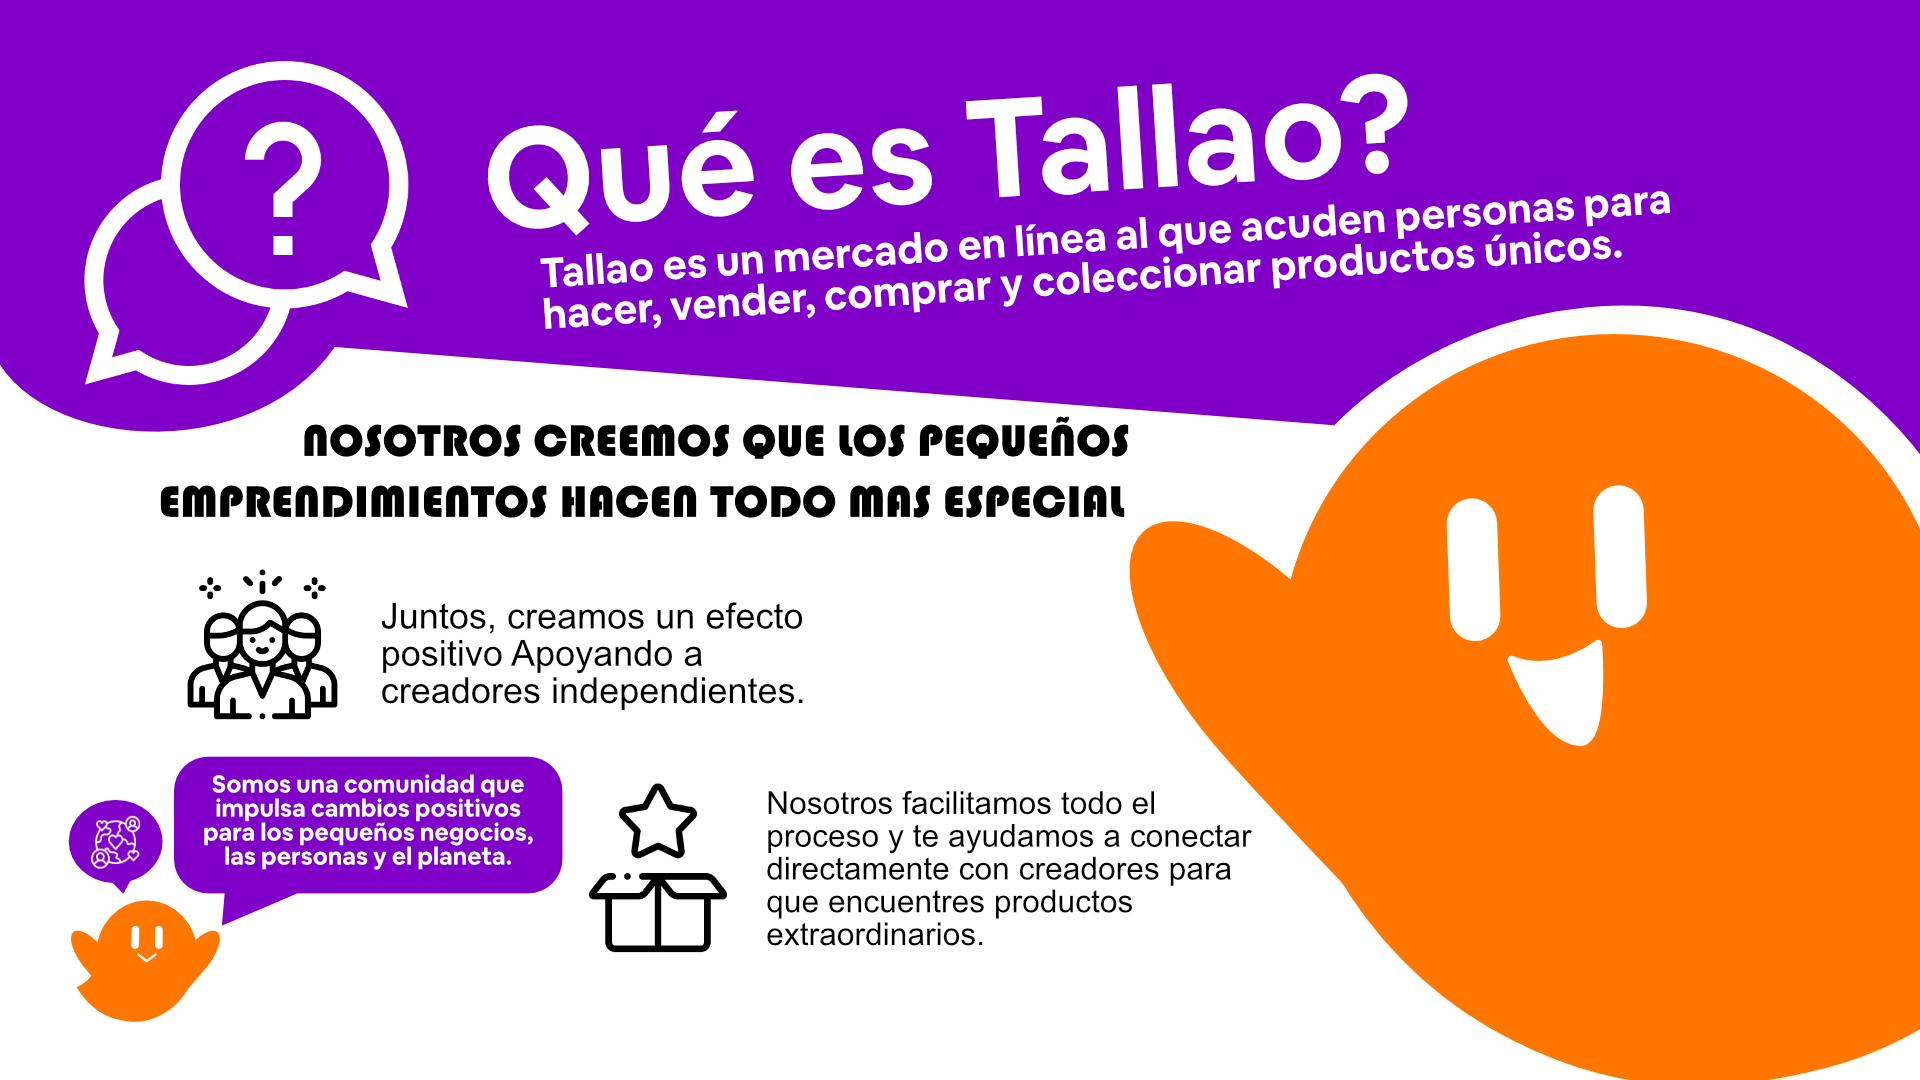 Qué es Tallao?
Tallao es un mercado en línea al que acuden personas para
hacer, vender, comprar y coleccionar productos únicos.
NOSOTROS CREEMOS QUE LOS PEQUEÑOS
EMPRENDIMIENTOS HACEN TODO MAS ESPECIAL
Juntos, creamos un efecto
positivo Apoyando a
creadores independientes.
Somos una comunidad que
impulsa cambios positivos
para los pequeños negocios,
las personas y el planeta.
Nosotros facilitamos todo el
proceso y te ayudamos a conectar
directamente con creadores para
que encuentres productos
extraordinarios.